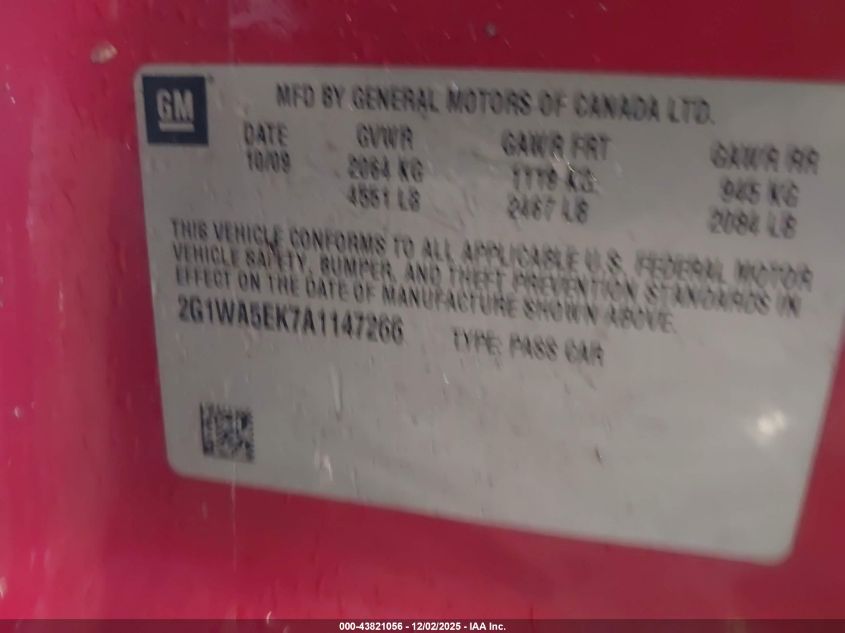 GM
MFD BY GENERAL MOTORS OF CANADA LTD.
DATE GVWR GAWR FRT GAWR RR
10/09 2064 KG 1119 KG 945 KG
4551 LB 2467 LB 2084 LB
THIS VEHICLE CONFORMS TO ALL APPLICABLE U.S. FEDERAL MOTOR
VEHICLE SAFETY, BUMPER, AND THEFT PREVENTION STANDARDS IN
EFFECT ON THE DATE OF MANUFACTURE SHOWN ABOVE.
2G1WA5EK7A1147266 TYPE: PASS CAR
000-43821056 - 12/02/2025 - IAA Inc.